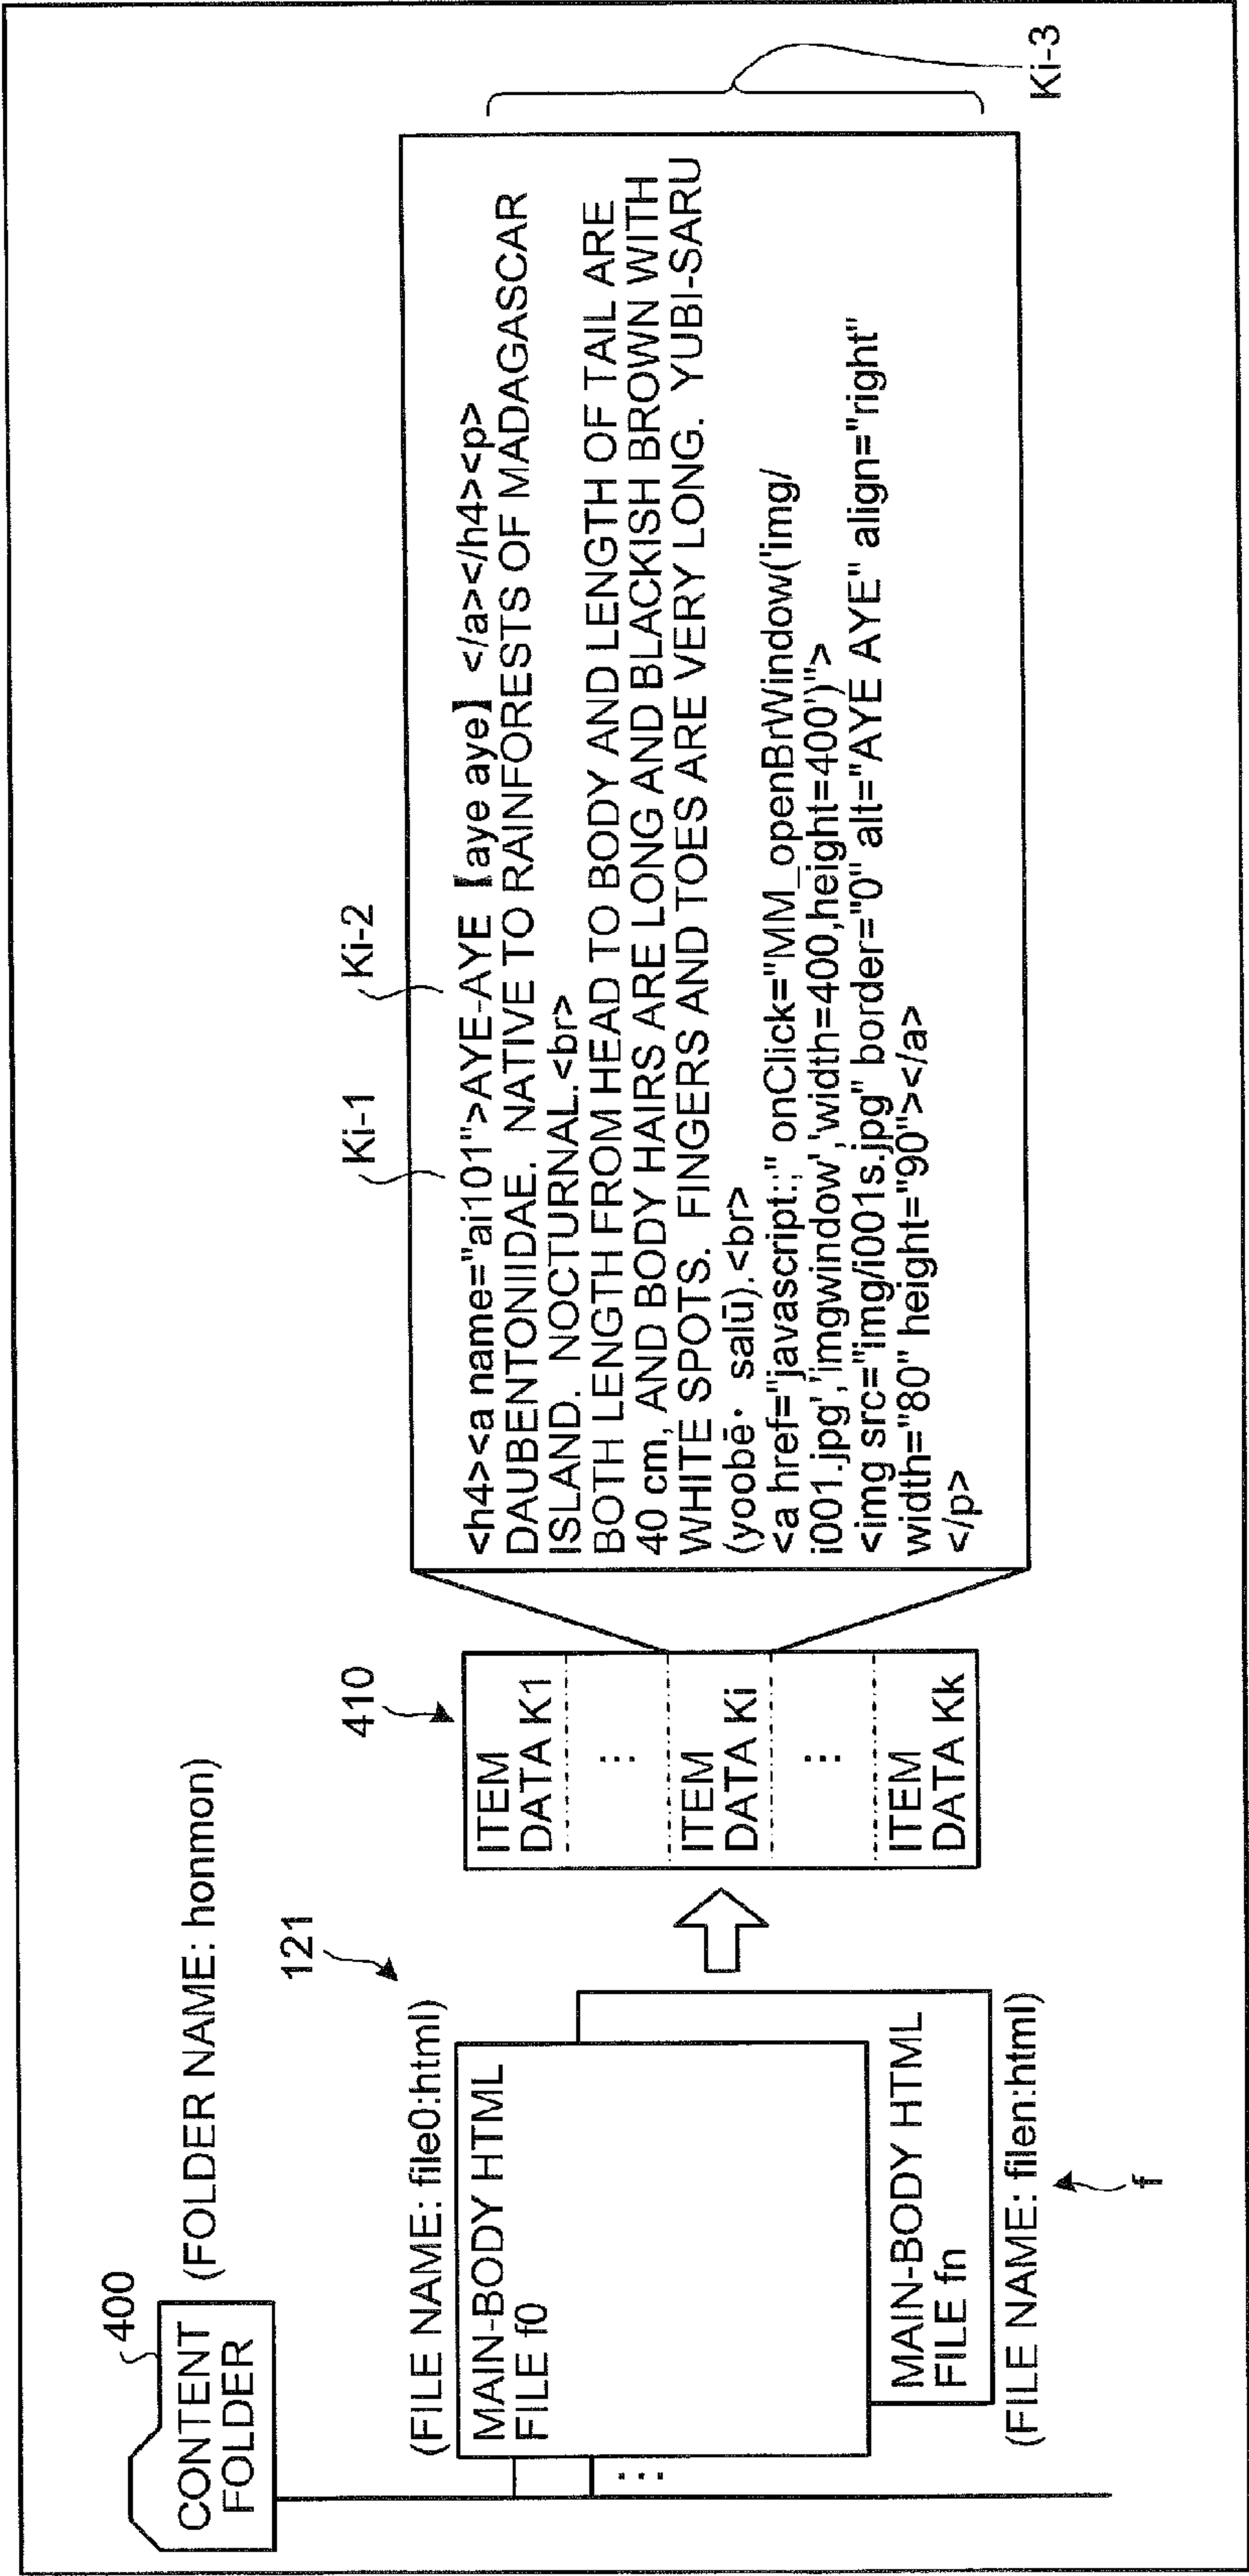 400
CONTENT
FOLDER
(FOLDER NAME: honmon)
121
(FILE NAME: file0:html)
MAIN-BODY HTML
FILE f0
⋮
MAIN-BODY HTML
FILE fn
(FILE NAME: filen:html)
f
410
ITEM
DATA K1
⋮
ITEM
DATA Ki
⋮
ITEM
DATA Kk
Ki-1
Ki-2
<h4><a name="ai101">AYE-AYE【aye aye】</a></h4><p>
DAUBENTONIIDAE. NATIVE TO RAINFORESTS OF MADAGASCAR
ISLAND. NOCTURNAL.<br>
BOTH LENGTH FROM HEAD TO BODY AND LENGTH OF TAIL ARE
40 cm, AND BODY HAIRS ARE LONG AND BLACKISH BROWN WITH
WHITE SPOTS. FINGERS AND TOES ARE VERY LONG. YUBI-SARU
(yoobē・salū).<br>
<a href="javascript:;" onClick="MM_openBrWindow('img/
i001.jpg','imgwindow','width=400,height=400')">
<img src="img/i001s.jpg" border="0" alt="AYE AYE" align="right"
width="80" height="90"></a>
</p>
Ki-3